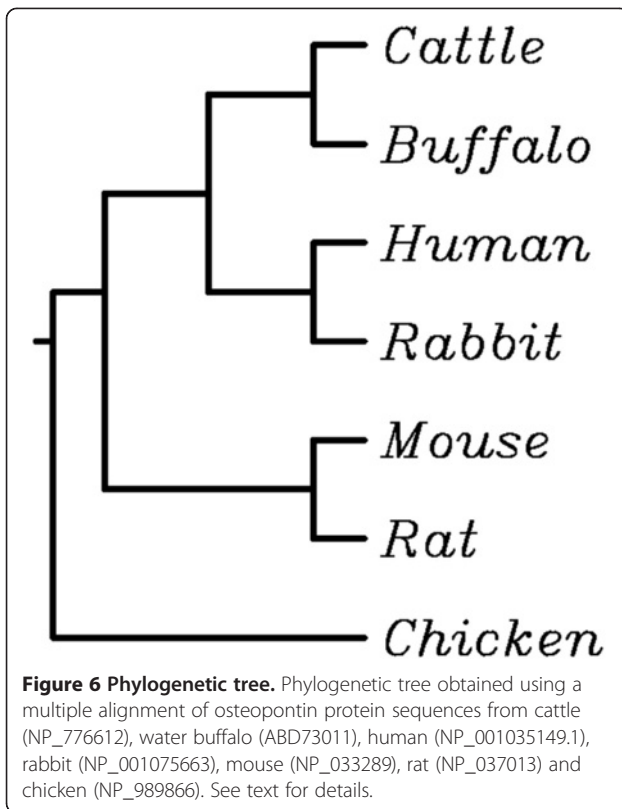 Cattle
Buffalo
Human
Rabbit
Mouse
Rat
Chicken
Figure 6 Phylogenetic tree. Phylogenetic tree obtained using a
multiple alignment of osteopontin protein sequences from cattle
(NP_776612), water buffalo (ABD73011), human (NP_001035149.1),
rabbit (NP_001075663), mouse (NP_033289), rat (NP_037013) and
chicken (NP_989866). See text for details.